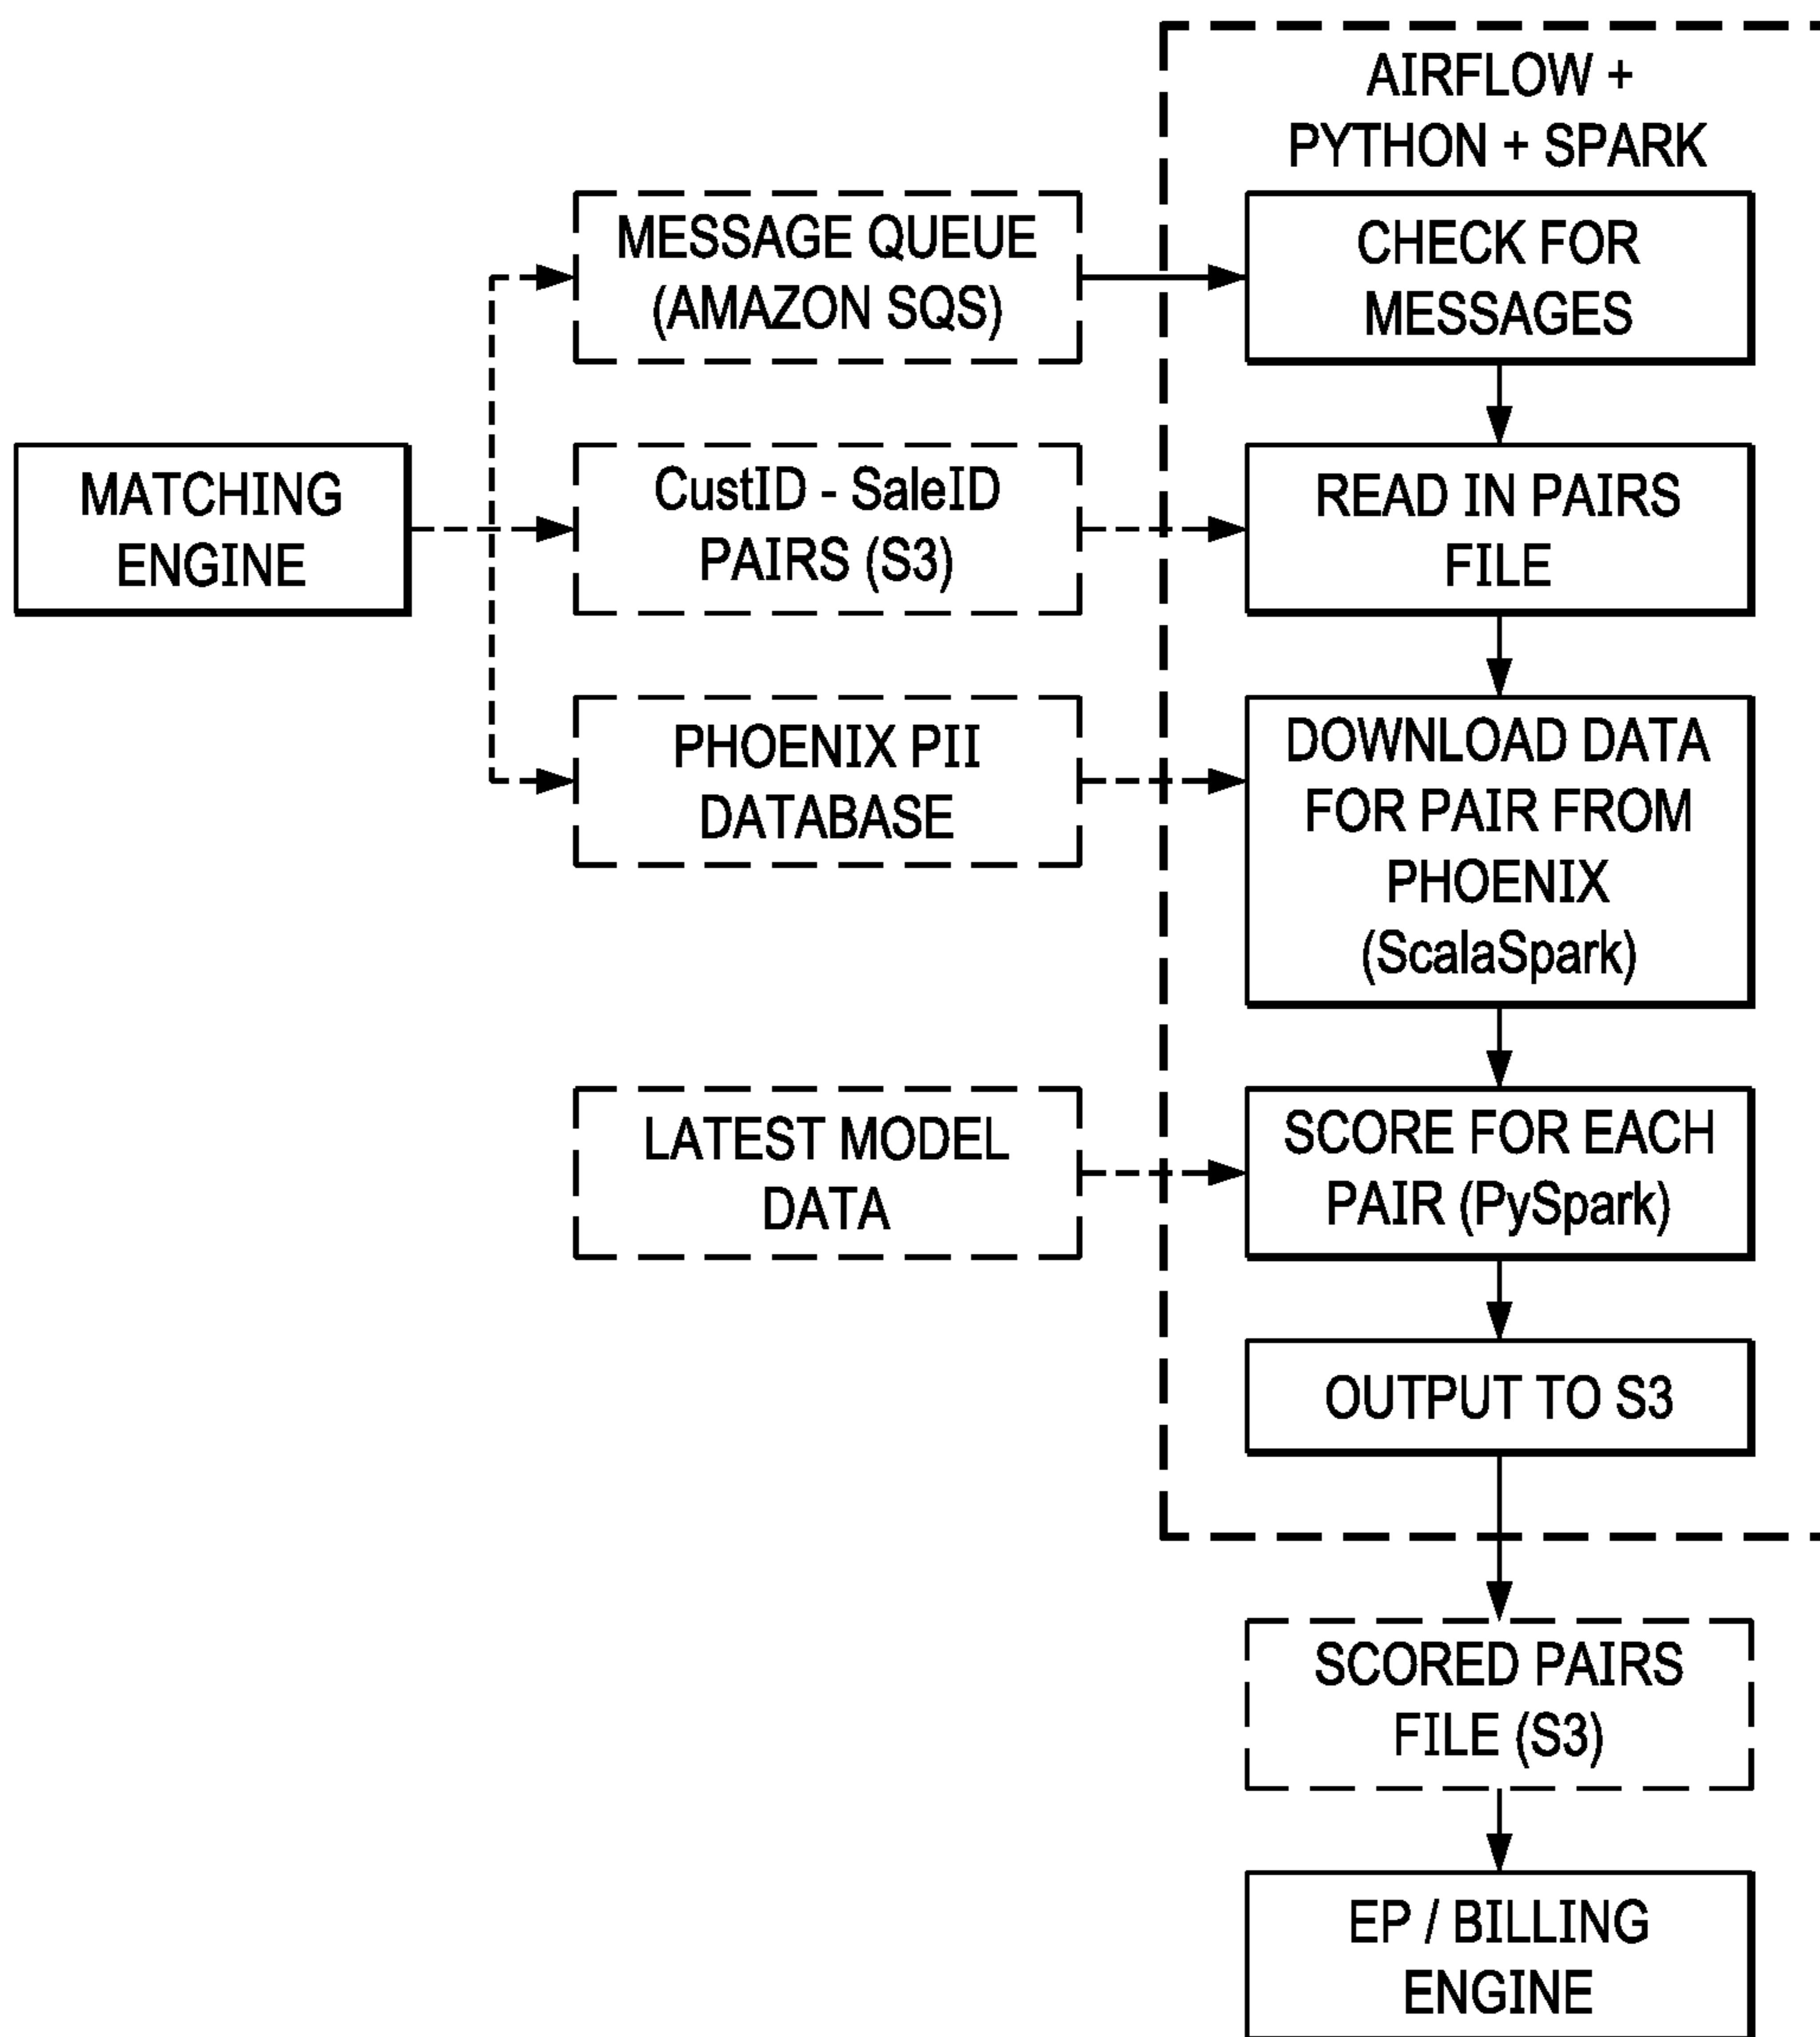 AIRFLOW +
PYTHON + SPARK
MESSAGE QUEUE
(AMAZON SQS)
CHECK FOR
MESSAGES
MATCHING
ENGINE
CustID - SaleID
PAIRS (S3)
READ IN PAIRS
FILE
PHOENIX PII
DATABASE
DOWNLOAD DATA
FOR PAIR FROM
PHOENIX
(ScalaSpark)
LATEST MODEL
DATA
SCORE FOR EACH
PAIR (PySpark)
OUTPUT TO S3
SCORED PAIRS
FILE (S3)
EP / BILLING
ENGINE